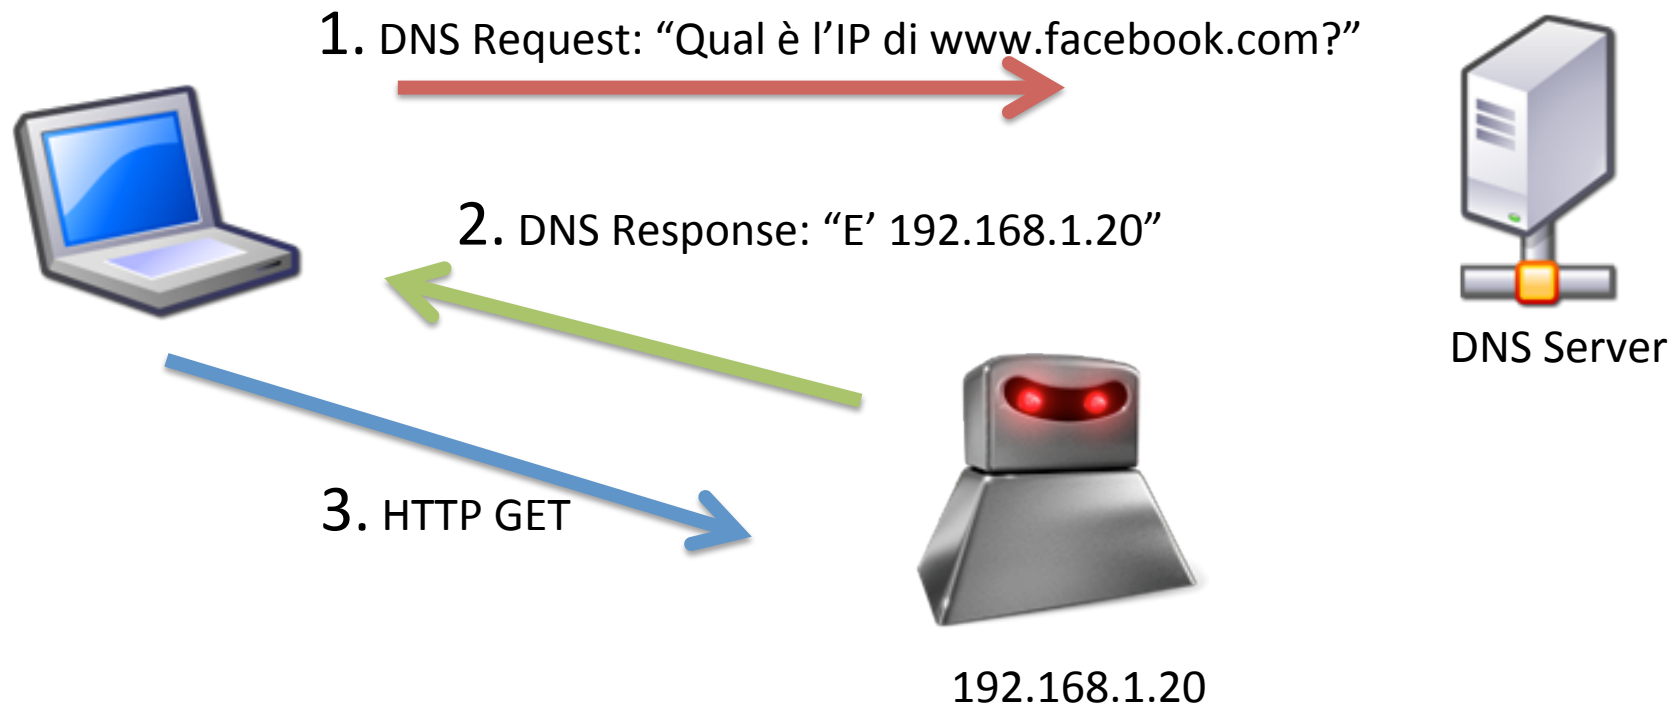 1. DNS Request: “Qual è l’IP di www.facebook.com?”
2. DNS Response: “E’ 192.168.1.20”
DNS Server
3. HTTP GET
192.168.1.20